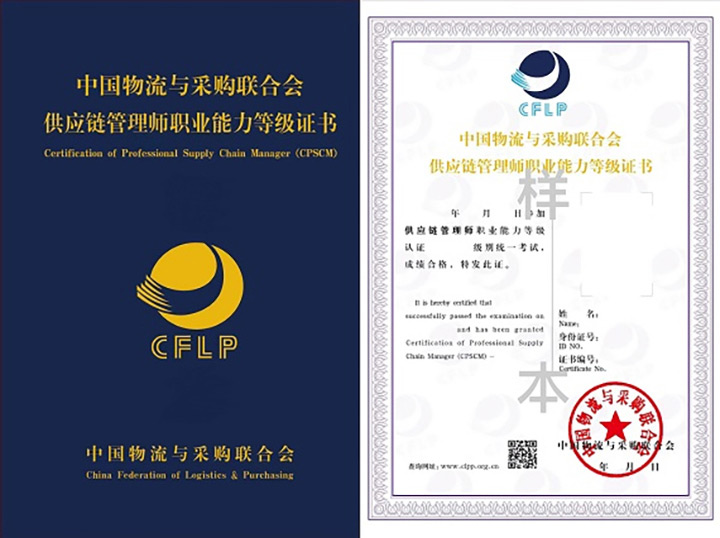 中国物流与采购联合会
供应链管理师职业能力等级证书
Certification of Professional Supply Chain Manager (CPSCM)
CFLP
中国物流与采购联合会
China Federation of Logistics & Purchasing
CFLP
中国物流与采购联合会
供应链管理师职业能力等级证书
样本
年 月 日 加
供应链管理师职业能力等级
认证 级别统一考试,
成绩合格,特发此证。
It is hereby certified that
successfully passed the examination on
and has been granted
Certification of Professional Supply
Chain Manager (CPSCM) –
姓 名:
Name:
身份证号:
ID NO.
证书编号:
Certificate No.
中国物流与采购联合会
中国物流与采购联合会
年 月 日
查询网址: www.clpp.org.cn